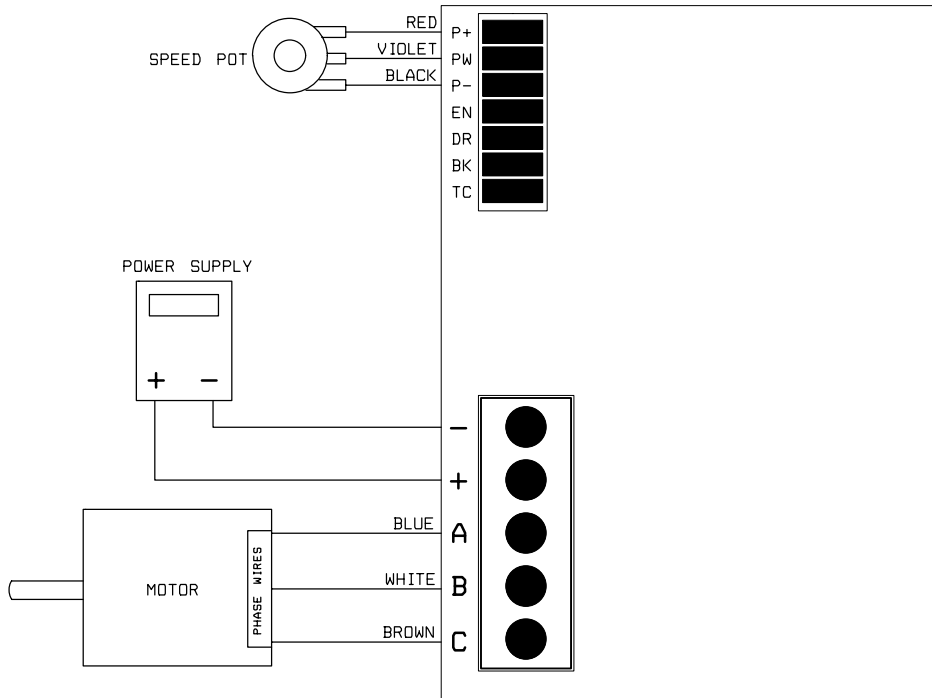 RED P+
SPEED POT VIOLET PW
BLACK P-
EN
DR
BK
TC
POWER SUPPLY
+ -
-
+
BLUE A
MOTOR PHASE WIRES WHITE B
BROWN C